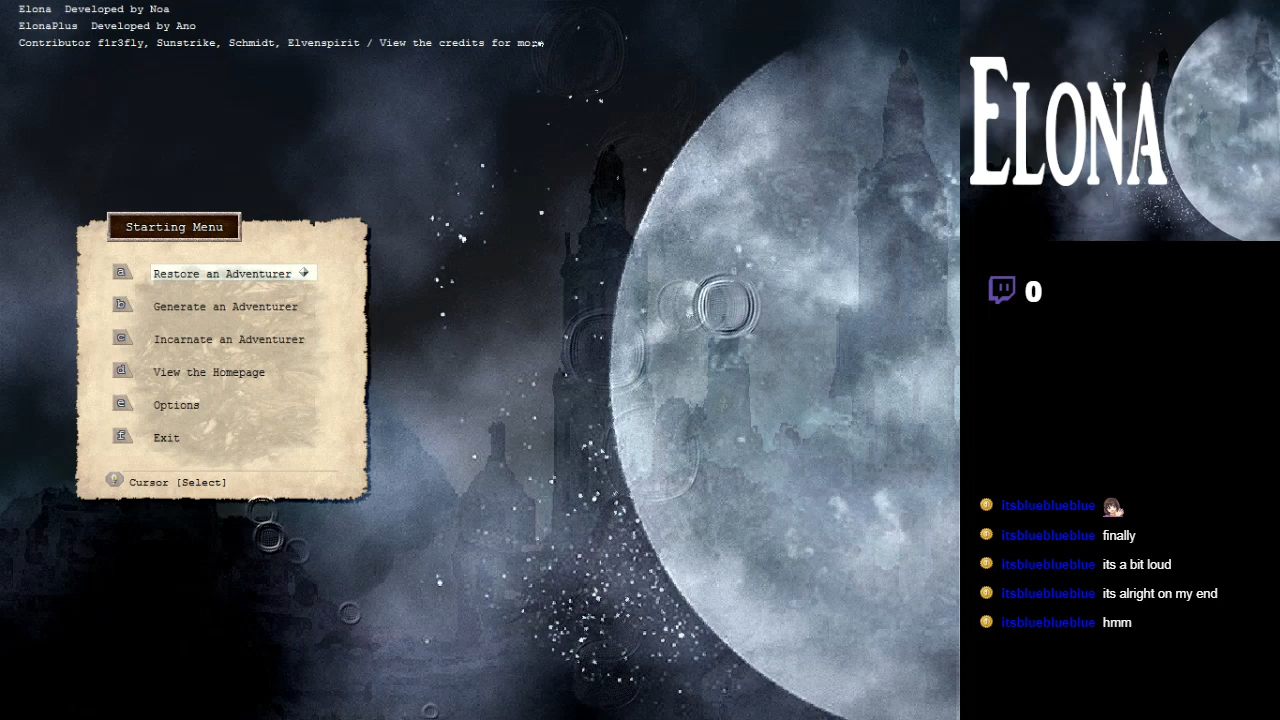 Elona Developed by Noa
ElonaPlus Developed by Ano
Contributor f1r3fly, Sunstrike, Schmidt, Elvenspirit / View the credits for more
Starting Menu
a Restore an Adventurer
b Generate an Adventurer
c Incarnate an Adventurer
d View the Homepage
e Options
f Exit
Cursor [Select]
ELONA
0
itsblueblueblue
itsblueblueblue finally
itsblueblueblue its a bit loud
itsblueblueblue its alright on my end
itsblueblueblue hmm